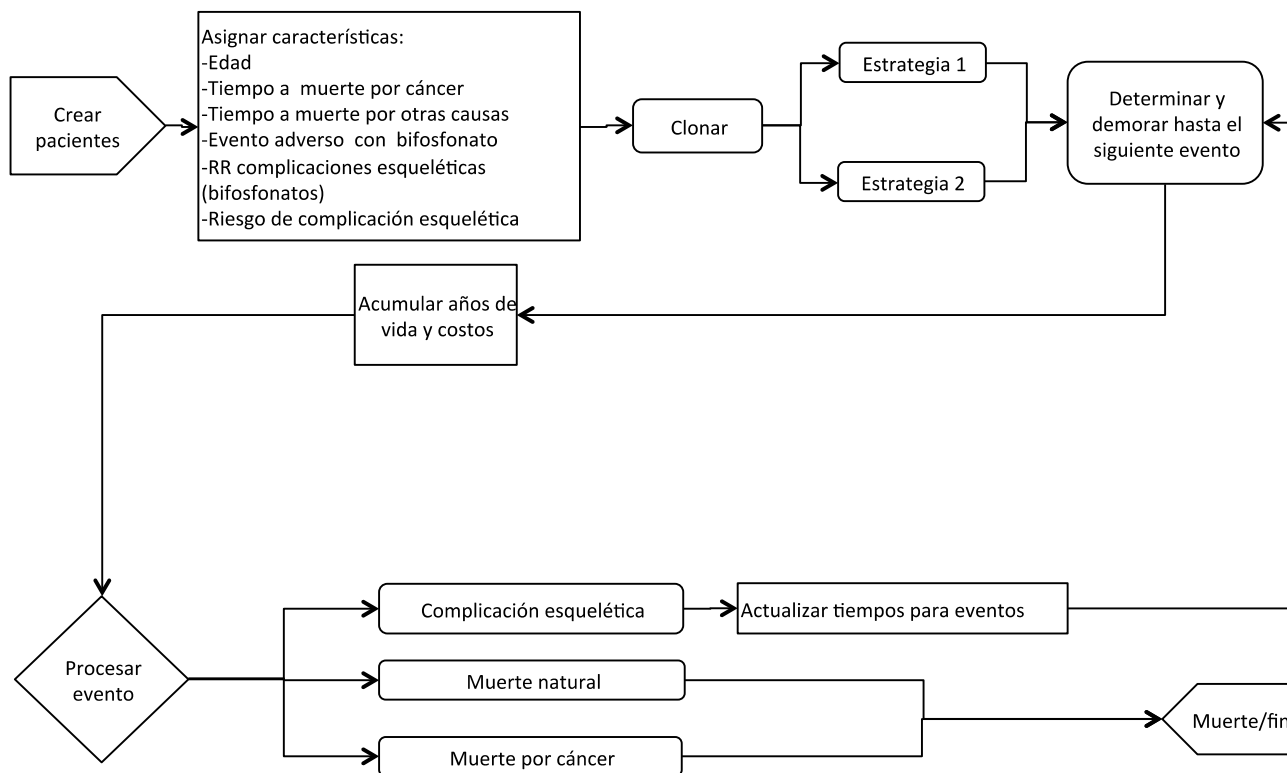 Crear
pacientes
Asignar características:
-Edad
-Tiempo a muerte por cáncer
-Tiempo a muerte por otras causas
-Evento adverso con bifosfonato
-RR complicaciones esqueléticas
(bifosfonatos)
-Riesgo de complicación esquelética
Clonar
Estrategia 1
Estrategia 2
Determinar y
demorar hasta el
siguiente evento
Acumular años de
vida y costos
Procesar
evento
Complicación esquelética
Actualizar tiempos para eventos
Muerte natural
Muerte por cáncer
Muerte/fin